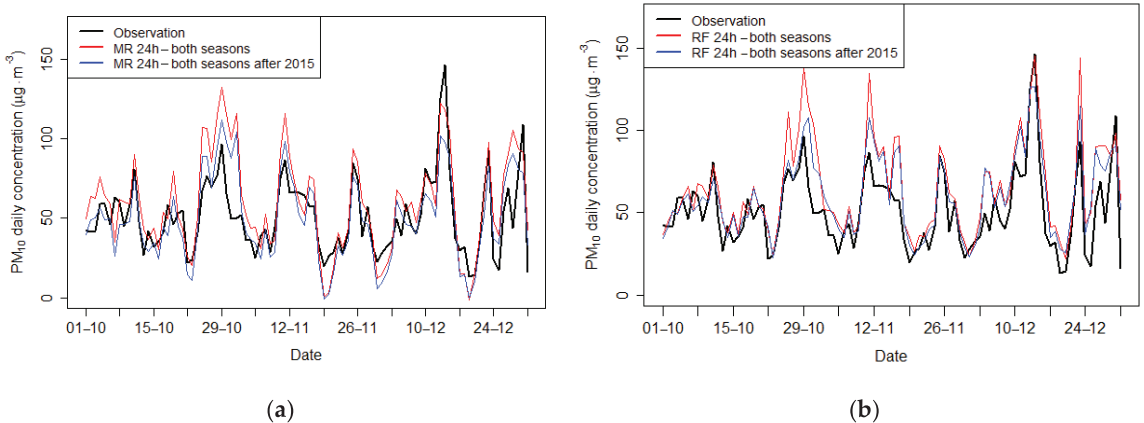 Observation
MR 24h – both seasons
MR 24h – both seasons after 2015
PM10 daily concentration (μg · m−3)
150
100
50
0
01–10 15–10 29–10 12–11 26–11 10–12 24–12
Date
(a)
Observation
RF 24h – both seasons
RF 24h – both seasons after 2015
PM10 daily concentration (μg · m−3)
150
100
50
0
01–10 15–10 29–10 12–11 26–11 10–12 24–12
Date
(b)